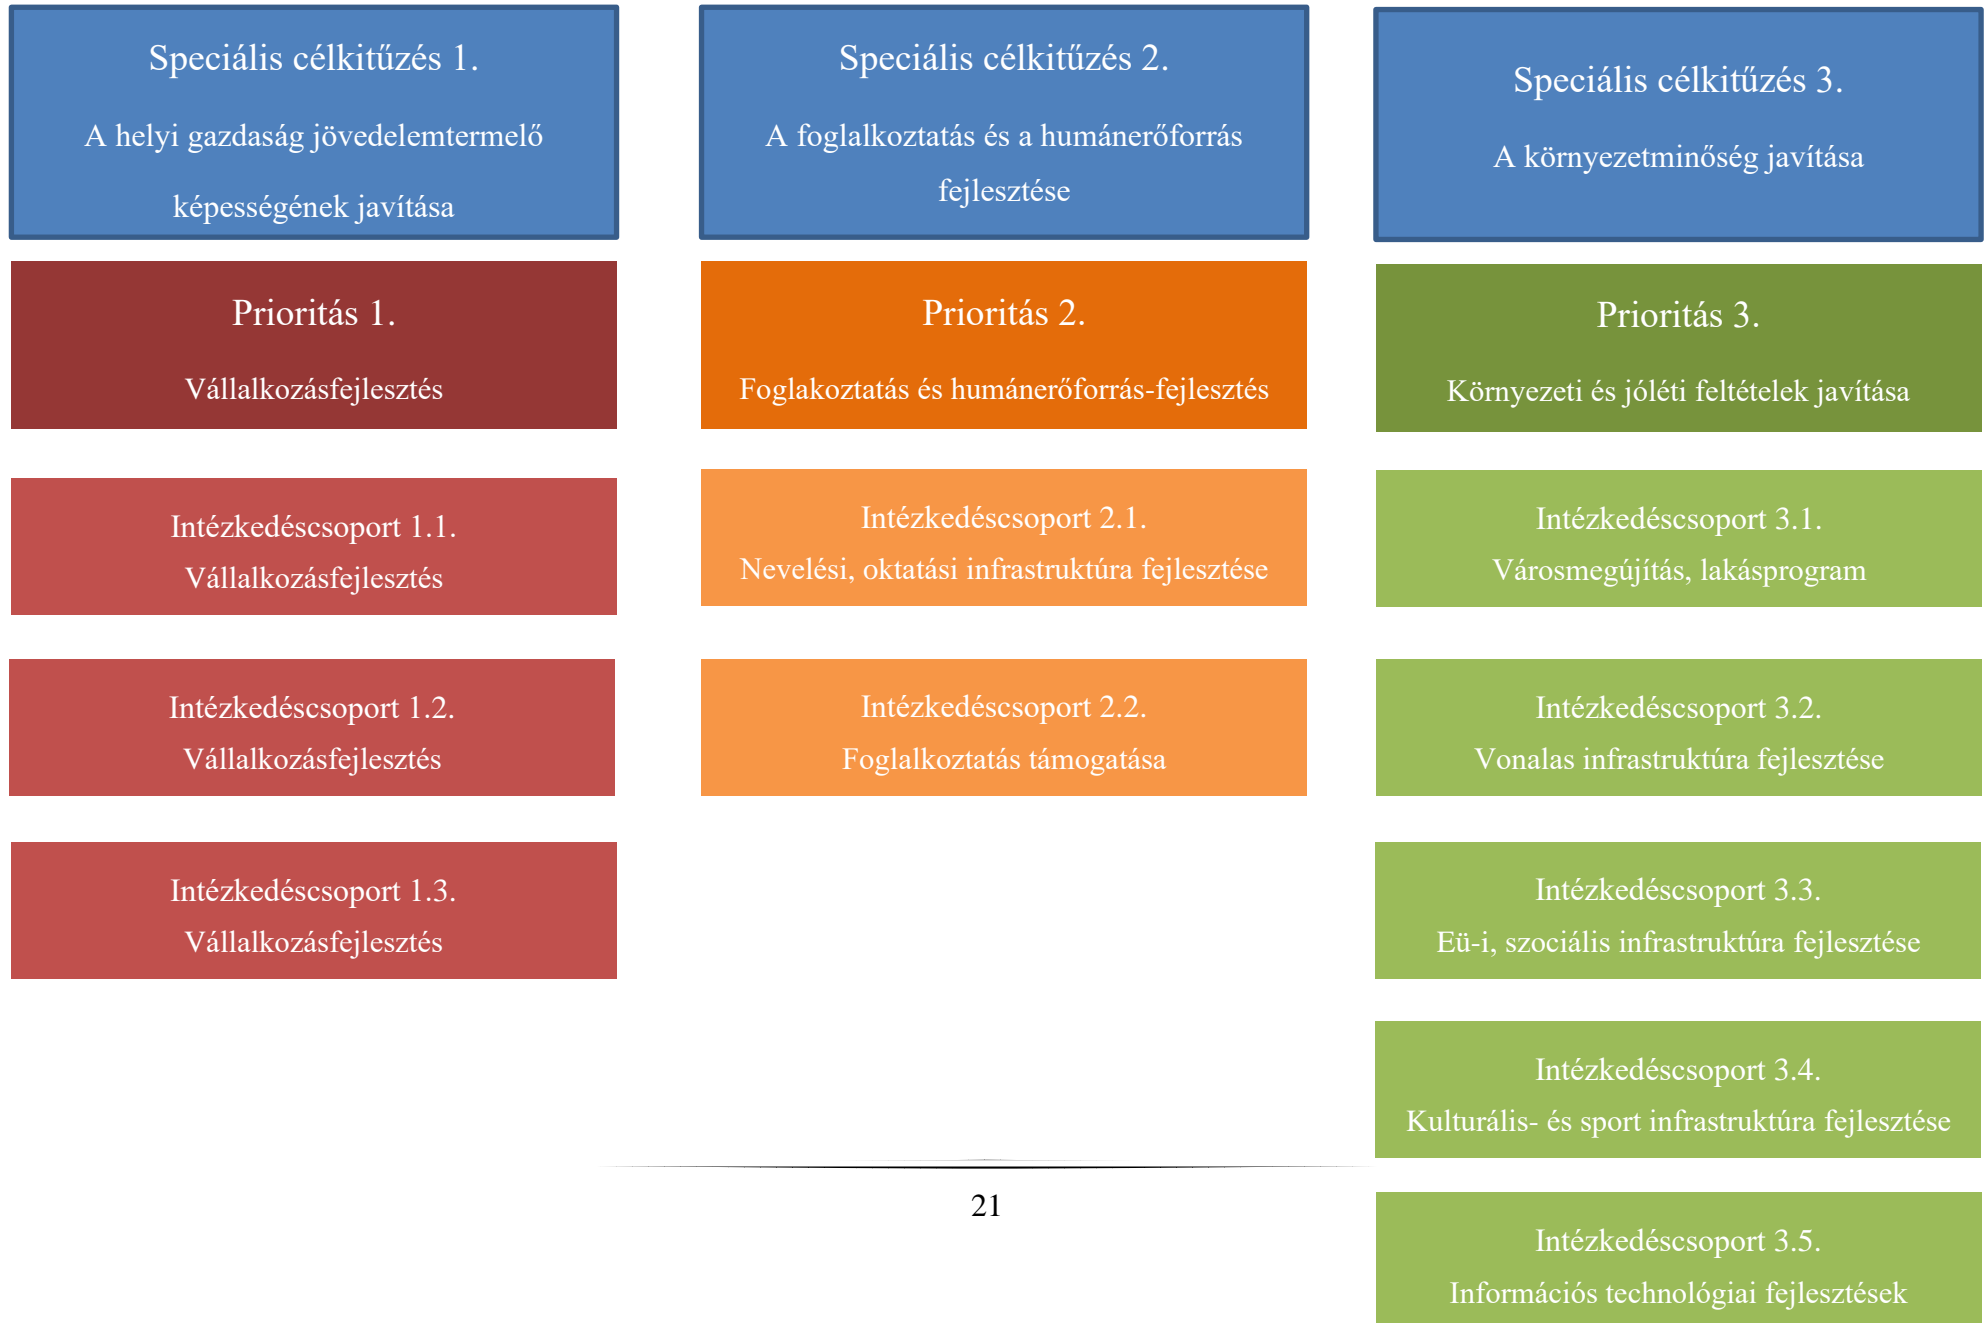 Speciális célkitűzés 1.
A helyi gazdaság jövedelemtermelő
képességének javítása
Prioritás 1.
Vállalkozásfejlesztés
Intézkedéscsoport 1.1.
Vállalkozásfejlesztés
Intézkedéscsoport 1.2.
Vállalkozásfejlesztés
Intézkedéscsoport 1.3.
Vállalkozásfejlesztés
Speciális célkitűzés 2.
A foglalkoztatás és a humánerőforrás
fejlesztése
Prioritás 2.
Foglakoztatás és humánerőforrás-fejlesztés
Intézkedéscsoport 2.1.
Nevelési, oktatási infrastruktúra fejlesztése
Intézkedéscsoport 2.2.
Foglalkoztatás támogatása
Speciális célkitűzés 3.
A környezetminőség javítása
Prioritás 3.
Környezeti és jóléti feltételek javítása
Intézkedéscsoport 3.1.
Városmegújítás, lakásprogram
Intézkedéscsoport 3.2.
Vonalas infrastruktúra fejlesztése
Intézkedéscsoport 3.3.
Eü-i, szociális infrastruktúra fejlesztése
Intézkedéscsoport 3.4.
Kulturális- és sport infrastruktúra fejlesztése
Intézkedéscsoport 3.5.
Információs technológiai fejlesztések
21